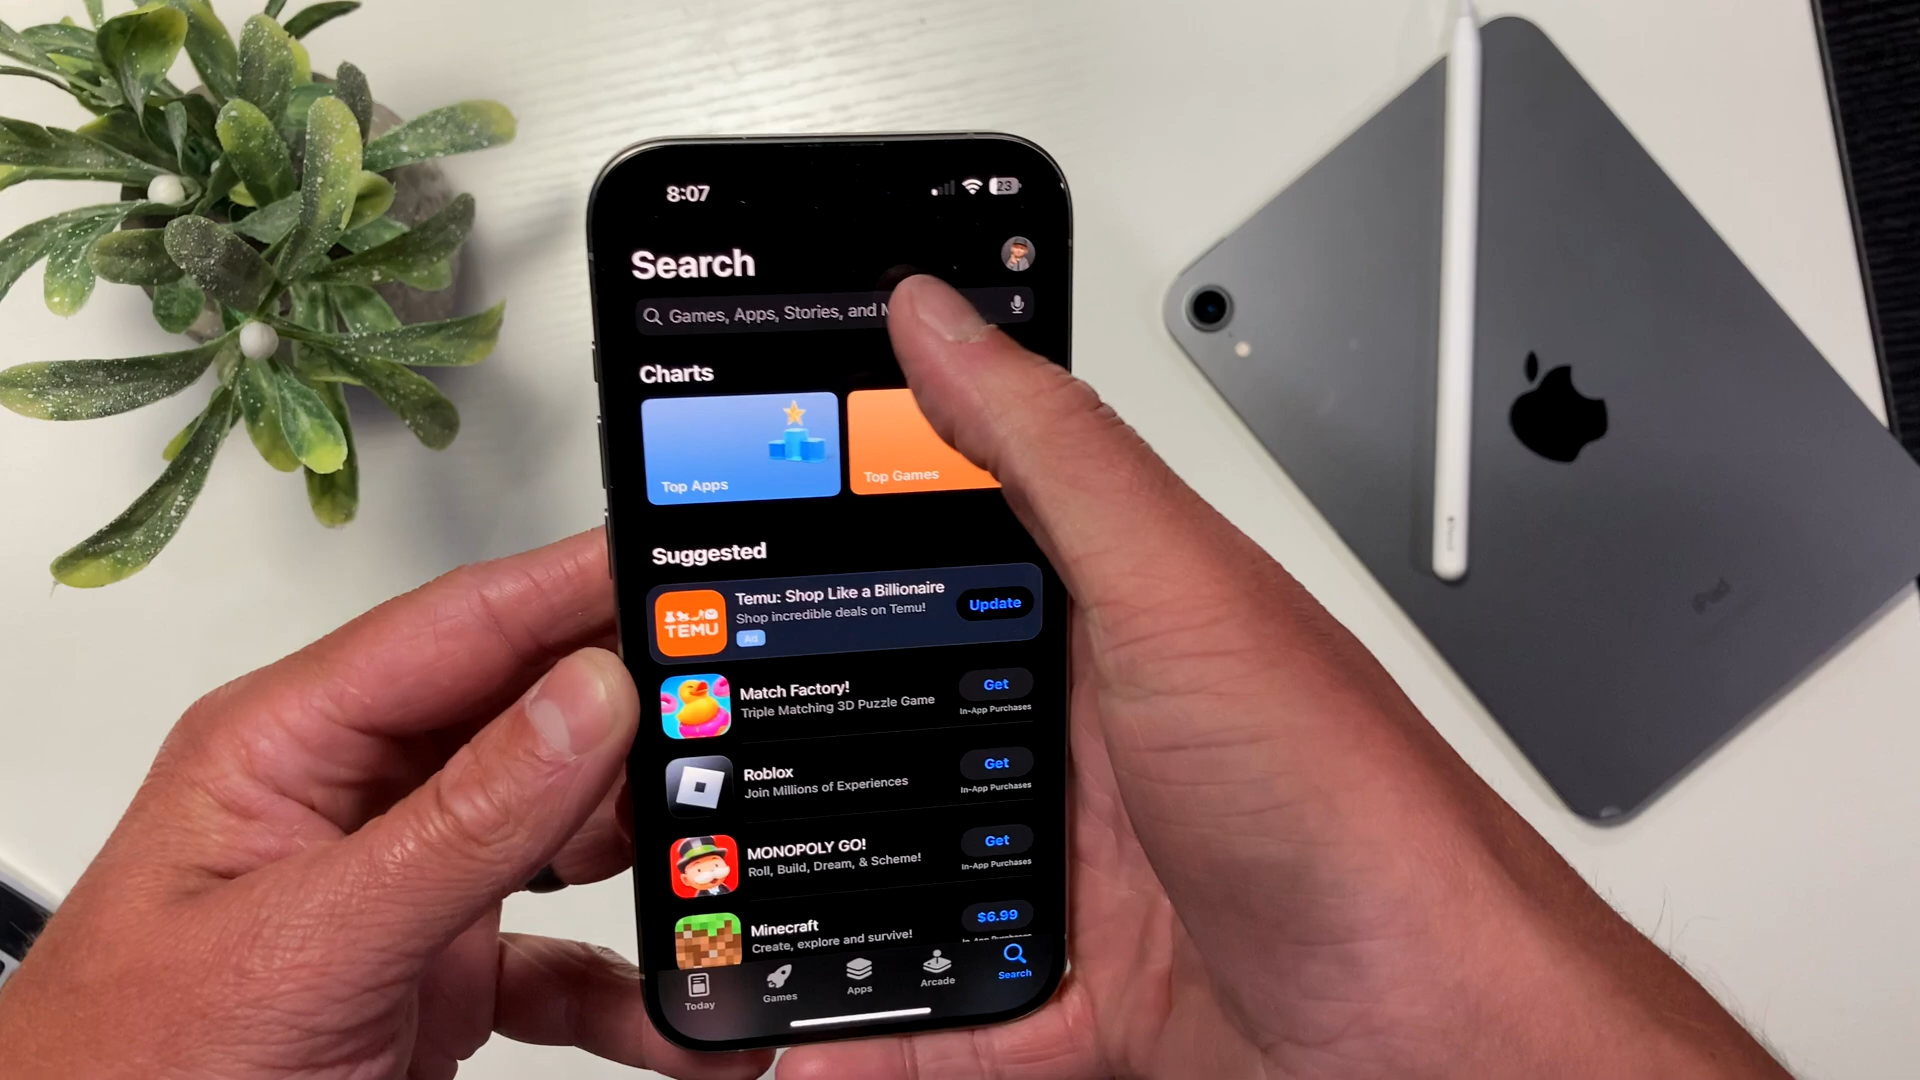 8:07
23
Search
Games, Apps, Stories, and
Charts
Top Apps
Top Games
Suggested
TEMU
Temu: Shop Like a Billionaire
Shop incredible deals on Temu!
Ad
Update
Match Factory!
Triple Matching 3D Puzzle Game
Get
In-App Purchases
Roblox
Join Millions of Experiences
Get
In-App Purchases
MONOPOLY GO!
Roll, Build, Dream, & Scheme!
Get
In-App Purchases
Minecraft
Create, explore and survive!
$6.99
In-App Purchases
Today
Games
Apps
Arcade
Search